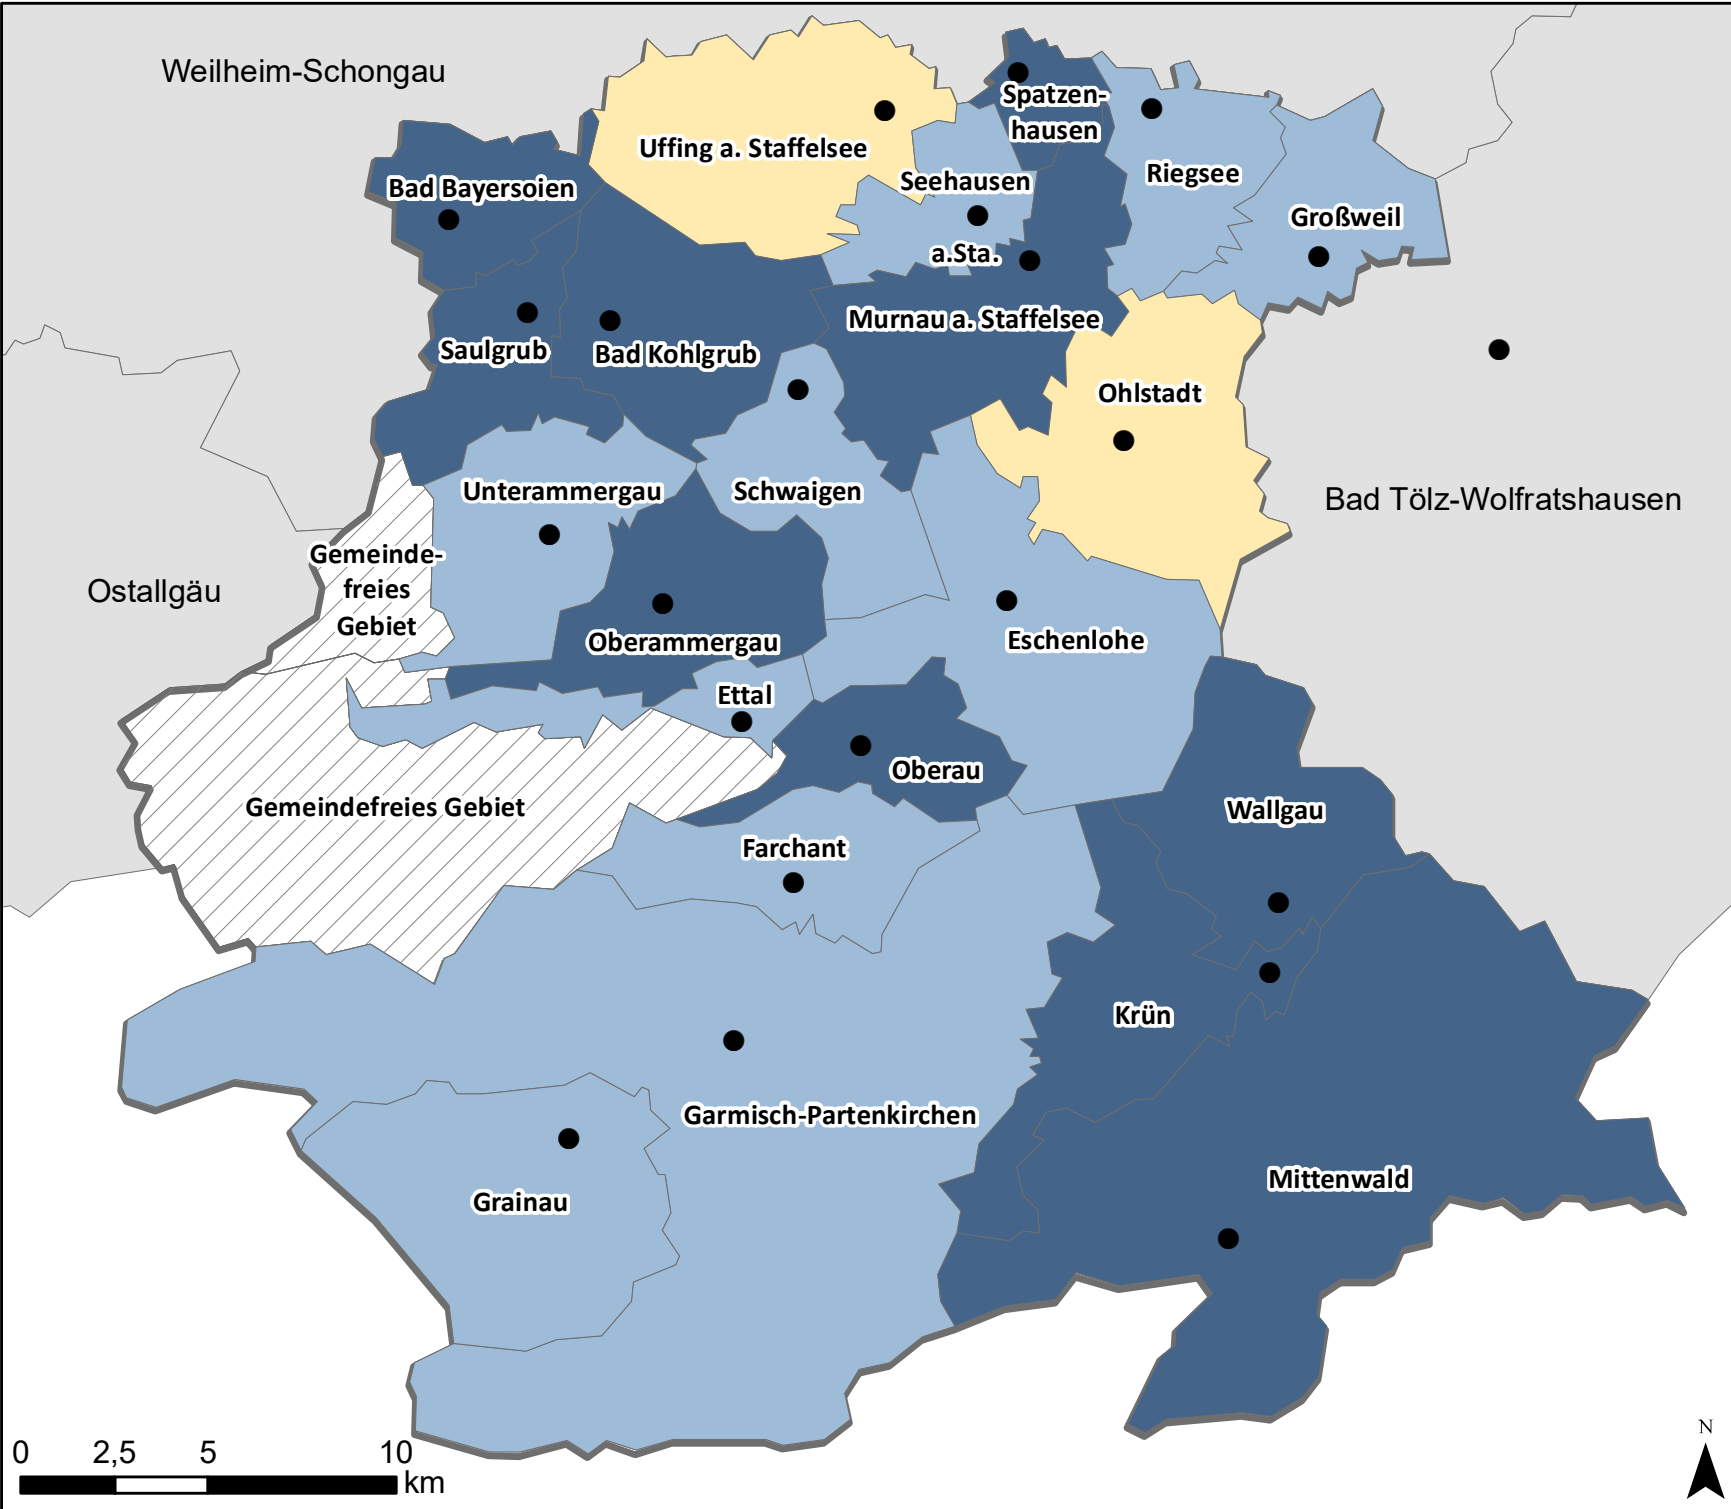 Weilheim-Schongau
Spatzen-
hausen
Uffing a. Staffelsee
Bad Bayersoien
Seehausen
a.Sta.
Riegsee
Großweil
Saulgrub
Bad Kohlgrub
Murnau a. Staffelsee
Ohlstadt
Unterammergau
Schwaigen
Bad Tölz-Wolfratshausen
Gemeinde-
freies
Gebiet
Ostallgäu
Oberammergau
Eschenlohe
Ettal
Oberau
Gemeindefreies Gebiet
Wallgau
Farchant
Krün
Garmisch-Partenkirchen
Mittenwald
Grainau
0 2,5 5 10
km
N